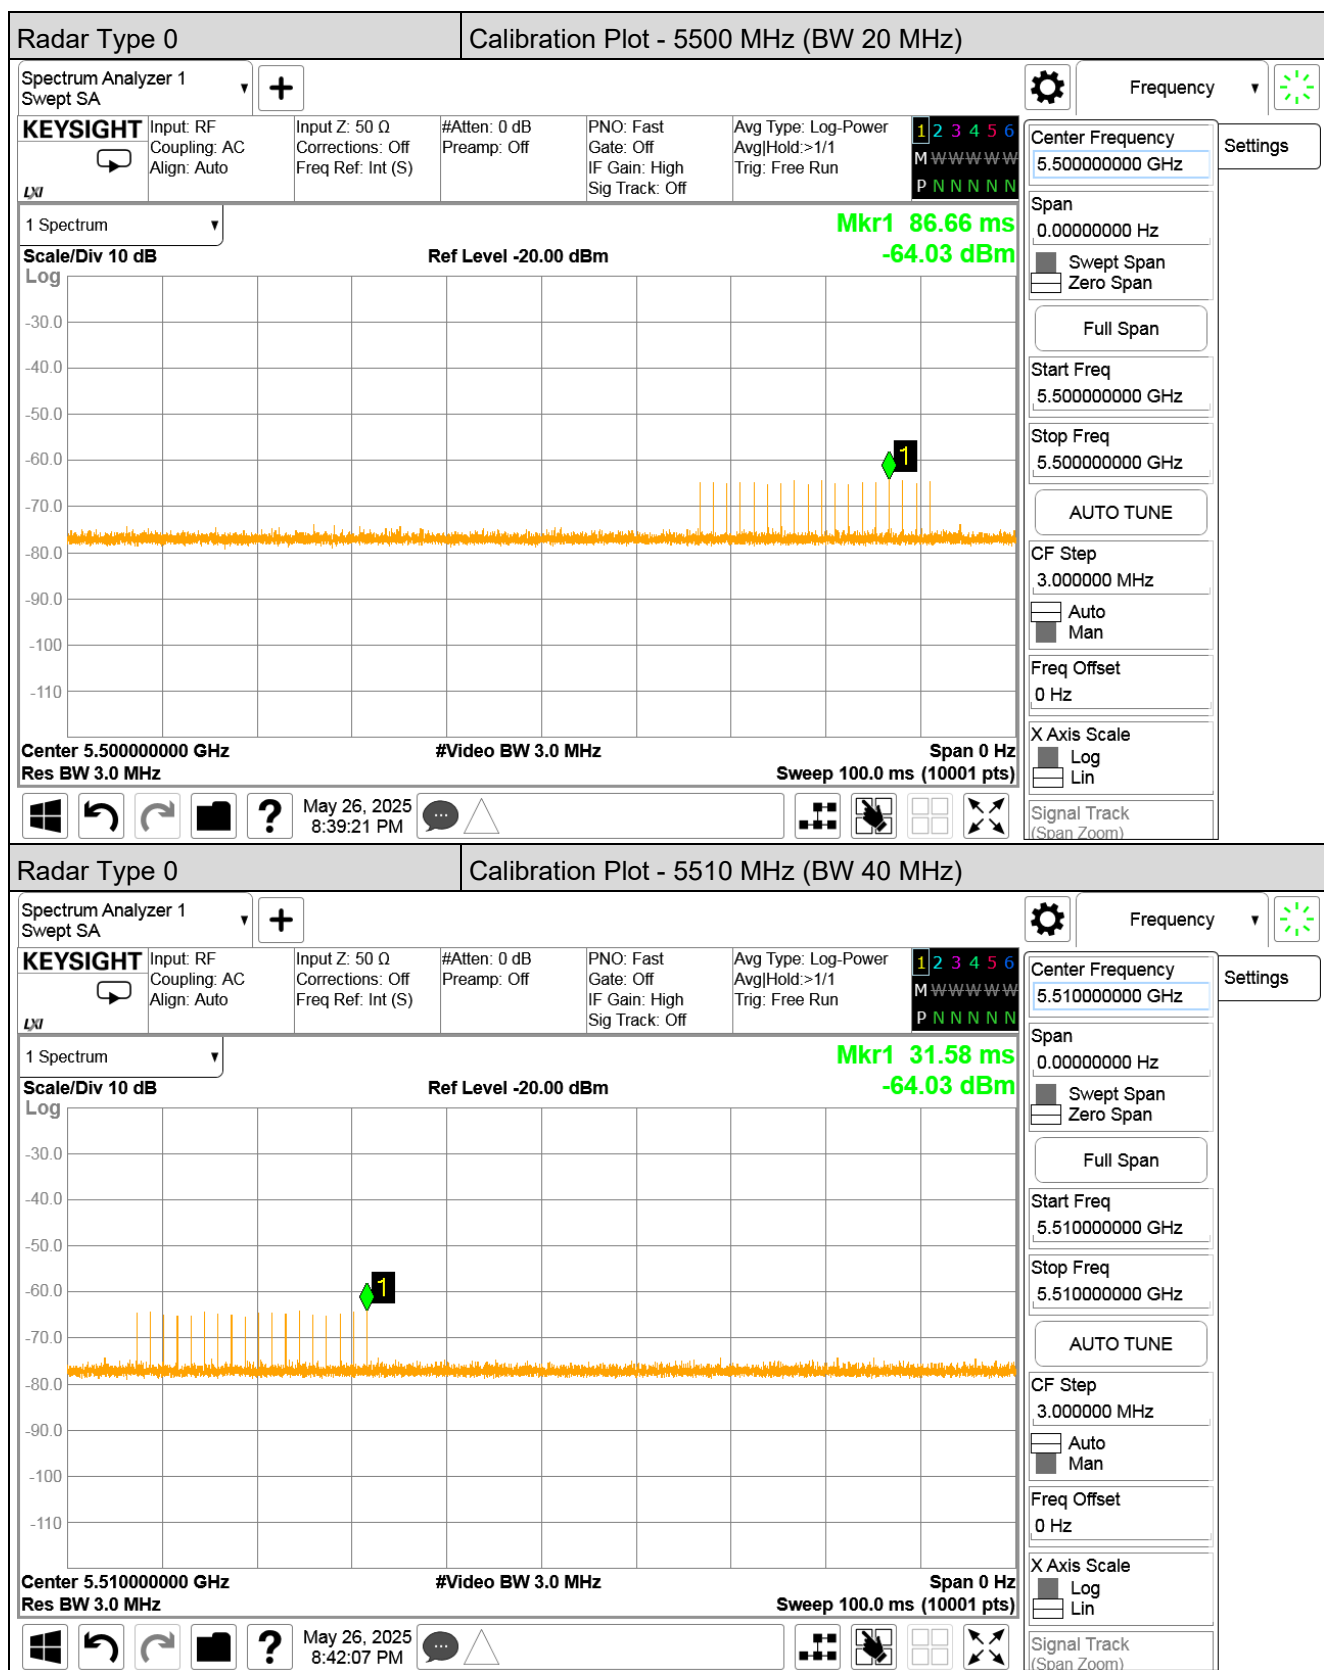 Radar Type 0
Calibration Plot - 5500 MHz (BW 20 MHz)
Spectrum Analyzer 1
Swept SA
Frequency
KEYSIGHT
LXI
Input: RF
Coupling: AC
Align: Auto
Input Z: 50 Ω
Corrections: Off
Freq Ref: Int (S)
#Atten: 0 dB
Preamp: Off
PNO: Fast
Gate: Off
IF Gain: High
Sig Track: Off
Avg Type: Log-Power
Avg|Hold:>1/1
Trig: Free Run
1 2 3 4 5 6
M W W W W W
P N N N N N
Center Frequency
5.500000000 GHz
Settings
Span
0.00000000 Hz
Swept Span
Zero Span
Full Span
Start Freq
5.500000000 GHz
Stop Freq
5.500000000 GHz
AUTO TUNE
CF Step
3.000000 MHz
Auto
Man
Freq Offset
0 Hz
X Axis Scale
Log
Lin
Signal Track
(Span Zoom)
1 Spectrum
Mkr1 86.66 ms
-64.03 dBm
Scale/Div 10 dB
Ref Level -20.00 dBm
Log
-30.0
-40.0
-50.0
-60.0
-70.0
-80.0
-90.0
-100
-110
1
Center 5.500000000 GHz
#Video BW 3.0 MHz
Span 0 Hz
Res BW 3.0 MHz
Sweep 100.0 ms (10001 pts)
?
May 26, 2025
8:39:21 PM
Radar Type 0
Calibration Plot - 5510 MHz (BW 40 MHz)
Spectrum Analyzer 1
Swept SA
Frequency
KEYSIGHT
LXI
Input: RF
Coupling: AC
Align: Auto
Input Z: 50 Ω
Corrections: Off
Freq Ref: Int (S)
#Atten: 0 dB
Preamp: Off
PNO: Fast
Gate: Off
IF Gain: High
Sig Track: Off
Avg Type: Log-Power
Avg|Hold:>1/1
Trig: Free Run
1 2 3 4 5 6
M W W W W W
P N N N N N
Center Frequency
5.510000000 GHz
Settings
Span
0.00000000 Hz
Swept Span
Zero Span
Full Span
Start Freq
5.510000000 GHz
Stop Freq
5.510000000 GHz
AUTO TUNE
CF Step
3.000000 MHz
Auto
Man
Freq Offset
0 Hz
X Axis Scale
Log
Lin
Signal Track
(Span Zoom)
1 Spectrum
Mkr1 31.58 ms
-64.03 dBm
Scale/Div 10 dB
Ref Level -20.00 dBm
Log
-30.0
-40.0
-50.0
-60.0
-70.0
-80.0
-90.0
-100
-110
1
Center 5.510000000 GHz
#Video BW 3.0 MHz
Span 0 Hz
Res BW 3.0 MHz
Sweep 100.0 ms (10001 pts)
?
May 26, 2025
8:42:07 PM